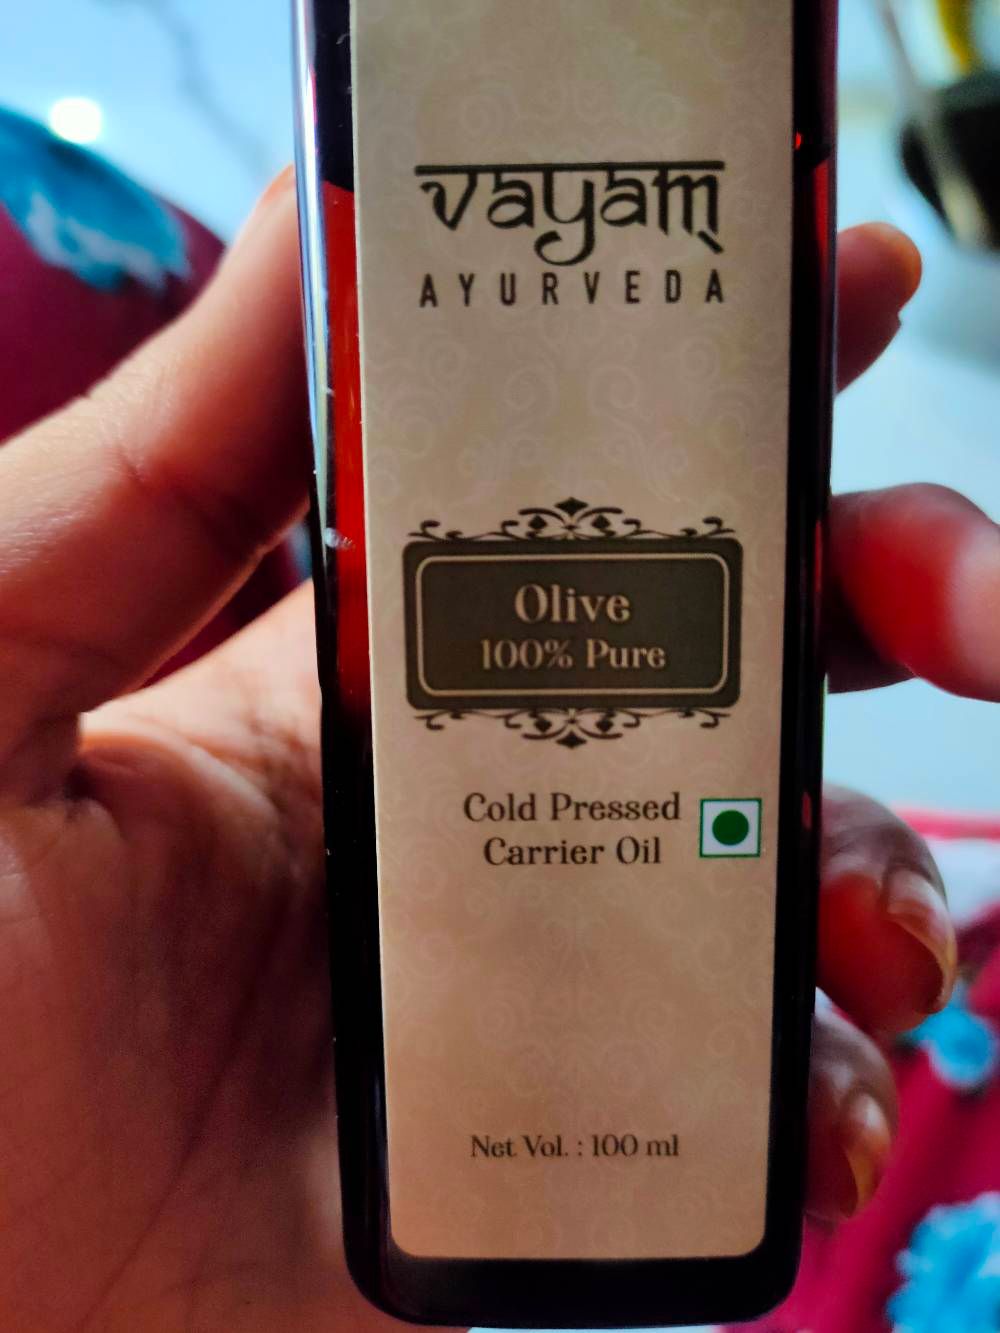 vayam
AYURVEDA
Olive
100% Pure
Cold Pressed
Carrier Oil
Net Vol. : 100 ml